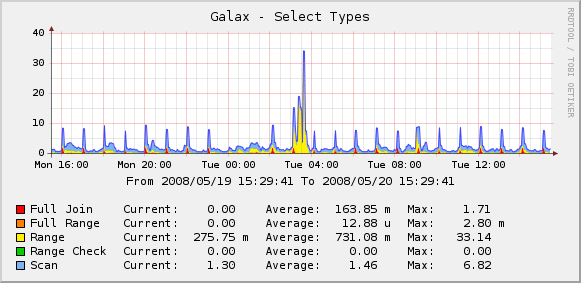 Galax - Select Types
RRDTOOL / TOBI OETIKER
40
30
20
10
0
Mon 16:00 Mon 20:00 Tue 00:00 Tue 04:00 Tue 08:00 Tue 12:00
From 2008/05/19 15:29:41 To 2008/05/20 15:29:41
Full Join Current: 0.00 Average: 163.85 m Max: 1.71
Full Range Current: 0.00 Average: 12.88 u Max: 2.80 m
Range Current: 275.75 m Average: 731.08 m Max: 33.14
Range Check Current: 0.00 Average: 0.00 Max: 0.00
Scan Current: 1.30 Average: 1.46 Max: 6.82